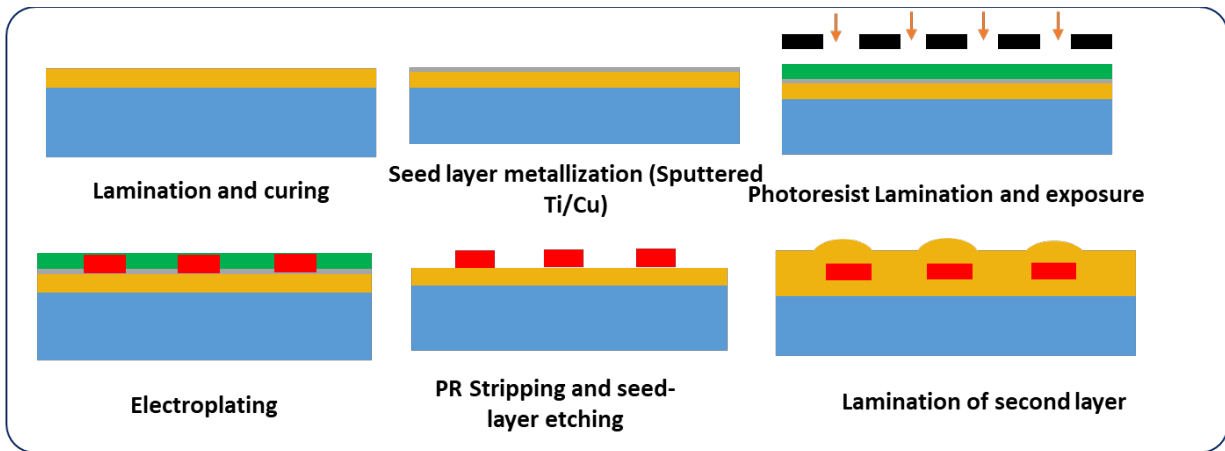 Lamination and curing
Seed layer metallization (Sputtered
Ti/Cu)
Photoresist Lamination and exposure
Electroplating
PR Stripping and seed-
layer etching
Lamination of second layer